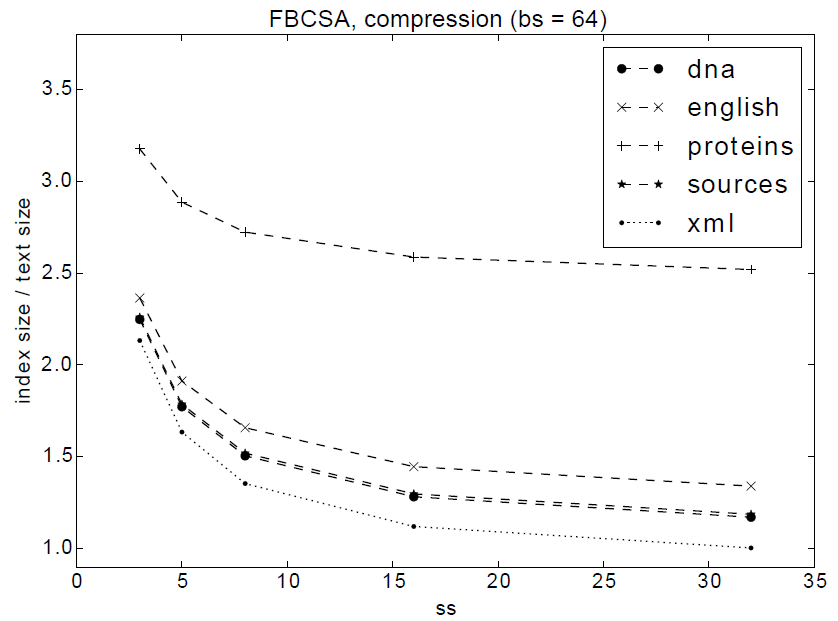 FBCSA, compression (bs = 64)
dna
english
proteins
sources
xml
index size / text size
3.5
3.0
2.5
2.0
1.5
1.0
0
5
10
15
20
25
30
35
ss